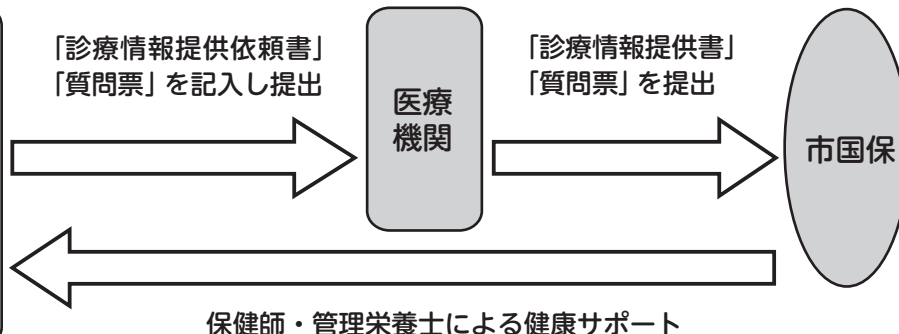 「診療情報提供依頼書」
「質問票」を記入し提出
医療
機関
「診療情報提供書」
「質問票」を提出
市国保
保健師・管理栄養士による健康サポート